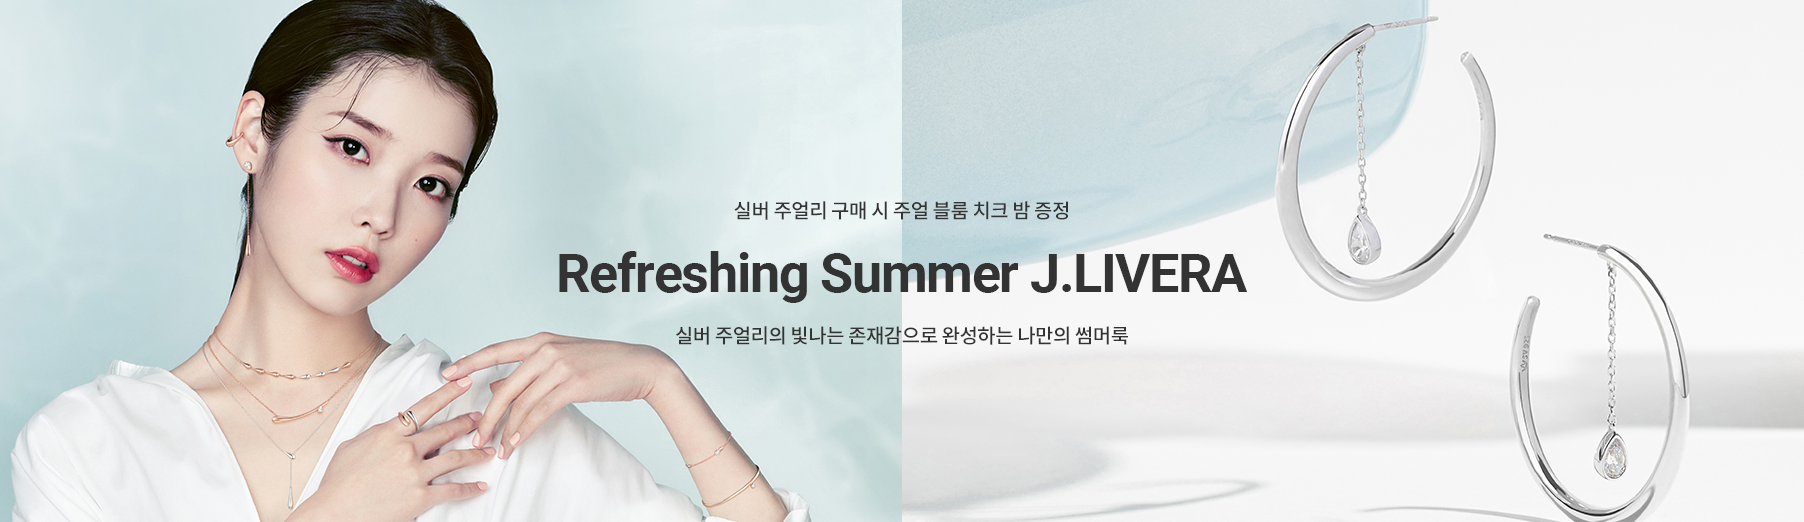 실버 주얼리 구매 시 주얼 블룸 치크 밤 증정
Refreshing Summer J.LIVERA
실버 주얼리의 빛나는 존재감으로 완성하는 나만의 썸머룩